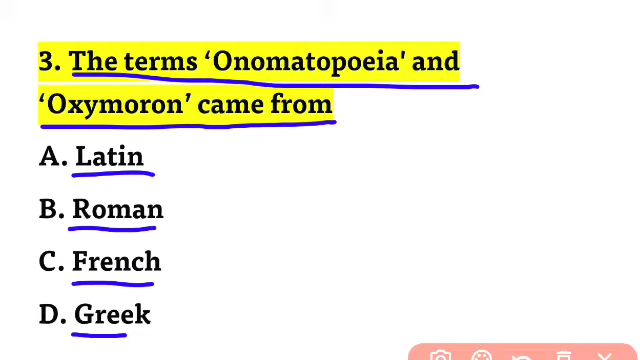 3. The terms ‘Onomatopoeia' and
‘Oxymoron’ came from
A. Latin
B. Roman
C. French
D. Greek